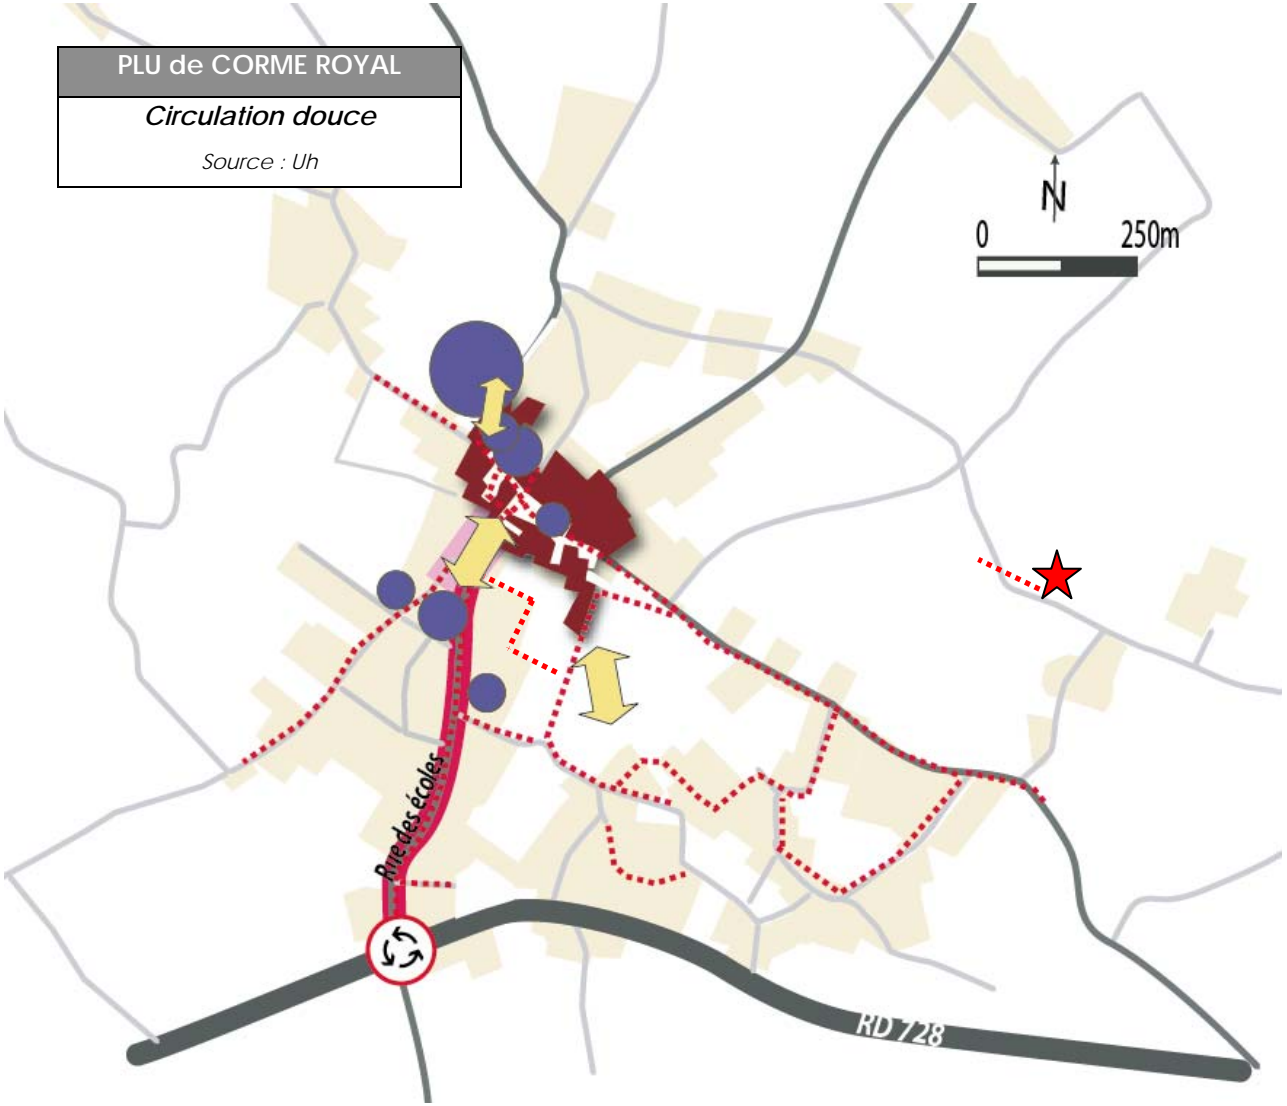 PLU de CORME ROYAL
Circulation douce
Source : Uh
N
0 250m
Rue des écoles
RD 728